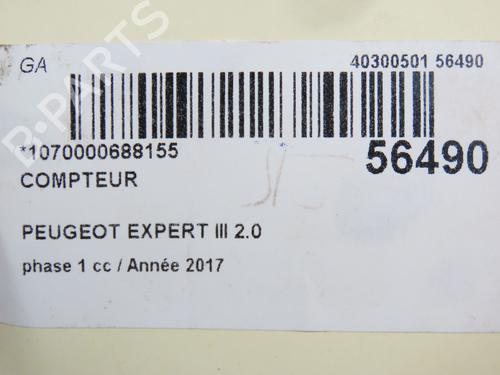 GA 40300501 56490
*1070000688155 56490
COMPTEUR
PEUGEOT EXPERT III 2.0
phase 1 cc / Année 2017
B-PARTS